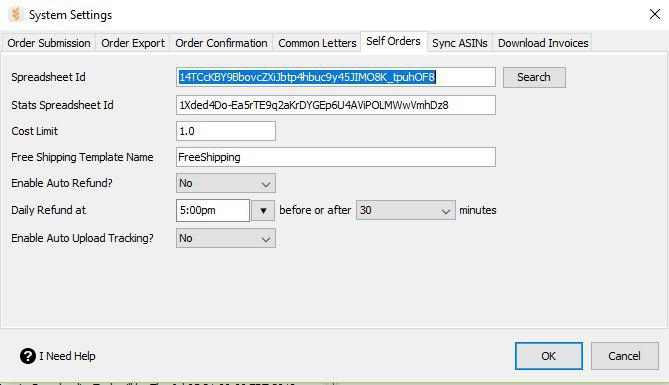 System Settings
Order Submission Order Export Order Confirmation Common Letters Self Orders Sync ASINs Download Invoices
Spreadsheet Id 14TCcKBY9BbovcZXiJbtp4hbuc9y45JIMO8K_tpuhOF8 Search
Stats Spreadsheet Id 1Xded4Do-Ea5rTE9q2aKrDYGEp6U4AViPOLMWwVmhDz8
Cost Limit 1.0
Free Shipping Template Name FreeShipping
Enable Auto Refund? No
Daily Refund at 5:00pm before or after 30 minutes
Enable Auto Upload Tracking? No
I Need Help OK Cancel